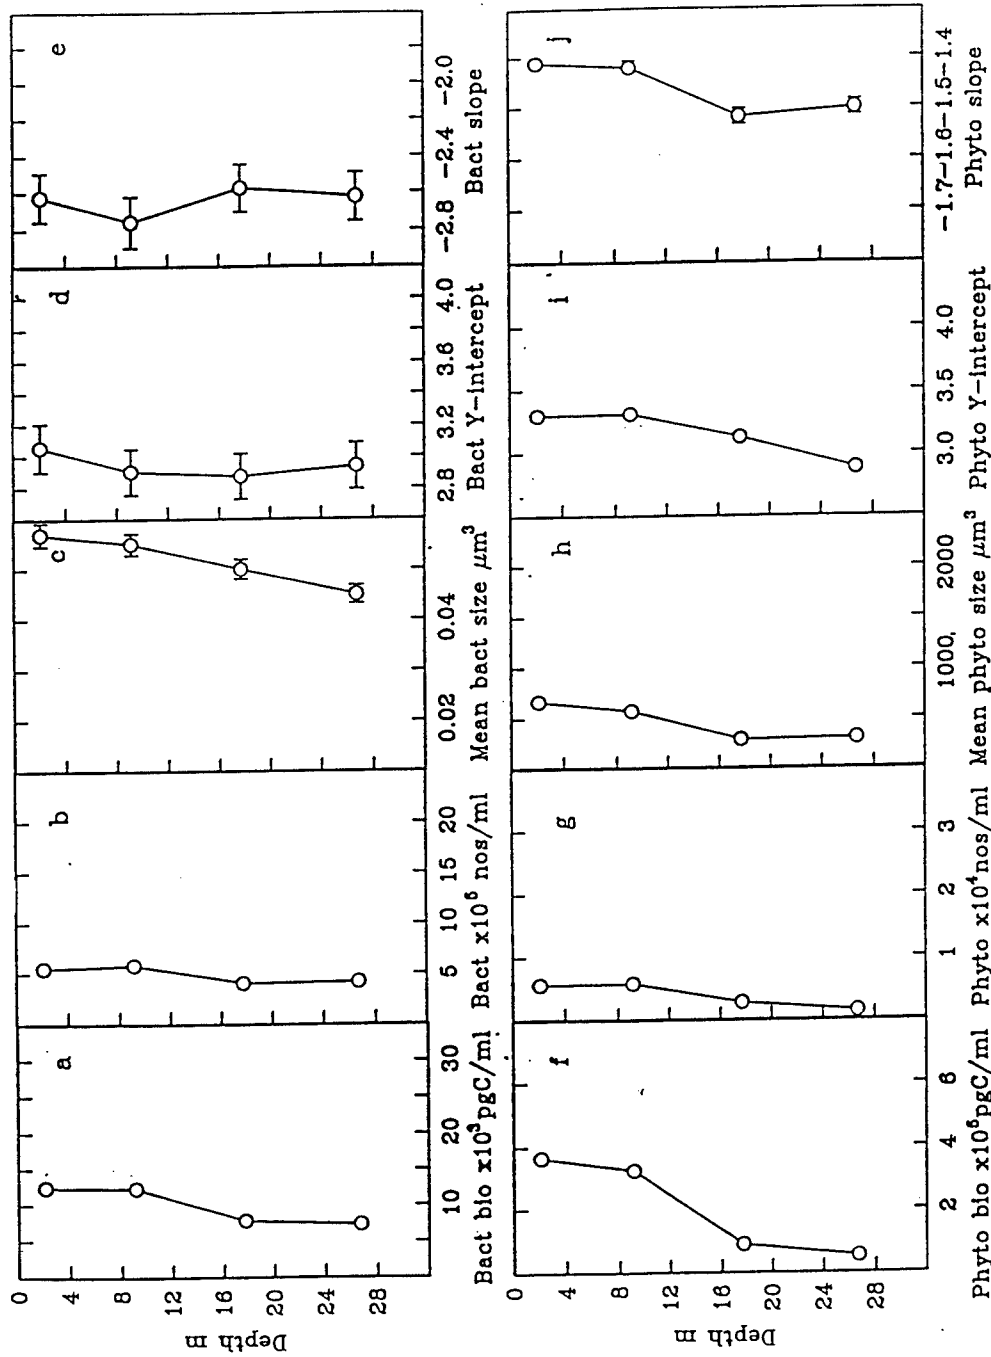 a
b
c
d
e
0
4
8
12
16
20
24
28
Depth m
10 20 30
5 10 15 20
0.02 0.04
2.8 3.2 3.6 4.0
-2.8 -2.4 -2.0
Bact bio x10³pgC/ml
Bact x10⁵ nos/ml
Mean bact size μm³
Bact Y-intercept
Bact slope
f
g
h
i
j
0
4
8
12
16
20
24
28
Depth m
2 4 6
1 2 3
1000 2000
3.0 3.5 4.0
-1.7-1.6-1.5-1.4
Phyto bio x10⁵pgC/ml
Phyto x10⁴nos/ml
Mean phyto size μm³
Phyto Y-intercept
Phyto slope